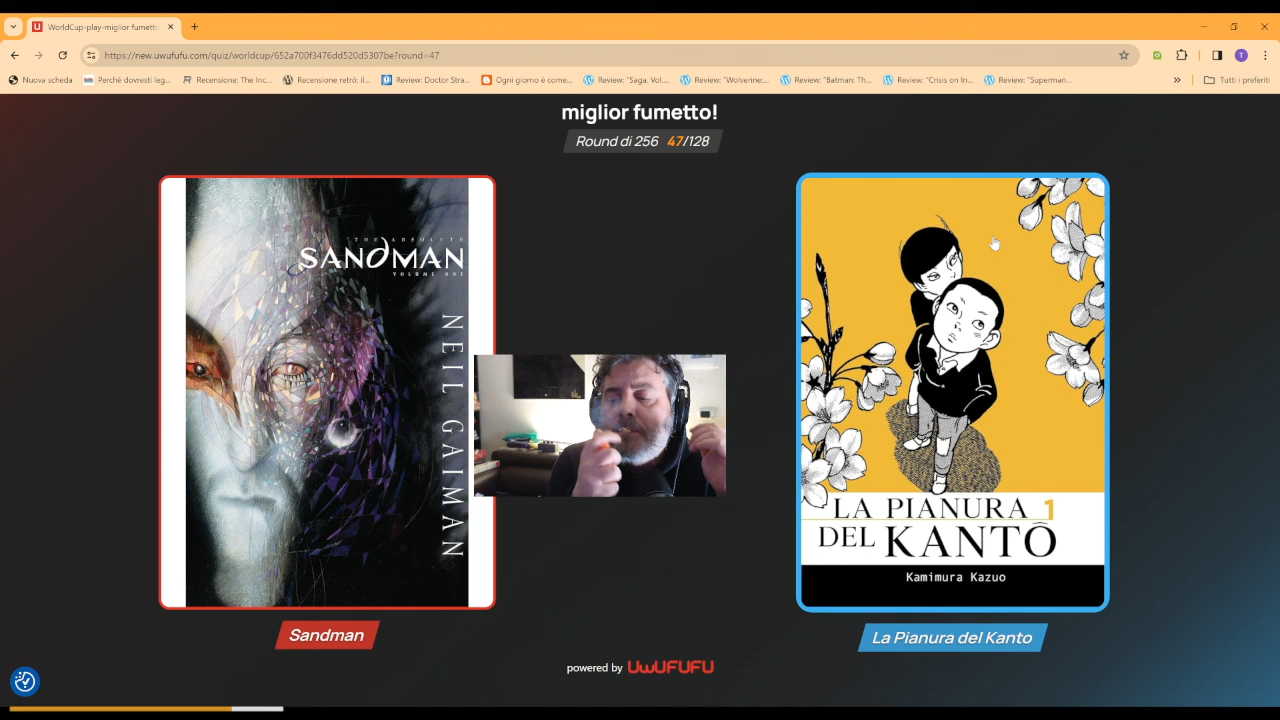 WorldCup-play-miglior fumetto
https://new.uwufufu.com/quiz/worldcup/652a700f3476dd520d5307be?round=47
T
Nuova scheda
Perché dovresti leg...
Recensione: The Inc...
Recensione retrò: il...
Review: Doctor Stra...
Ogni giorno è come...
Review: "Saga, Vol....
Review: "Wolverine:...
Review: "Batman: Th...
Review: "Crisis on In...
Review: "Superman...
Tutti i preferiti
miglior fumetto!
Round di 256 47/128
THE ABSOLUTE
SANDMAN
VOLUME ONE
NEIL GAIMAN
LA PIANURA 1
DEL KANTŌ
Kamimura Kazuo
Sandman
La Pianura del Kanto
powered by UWUFUFU